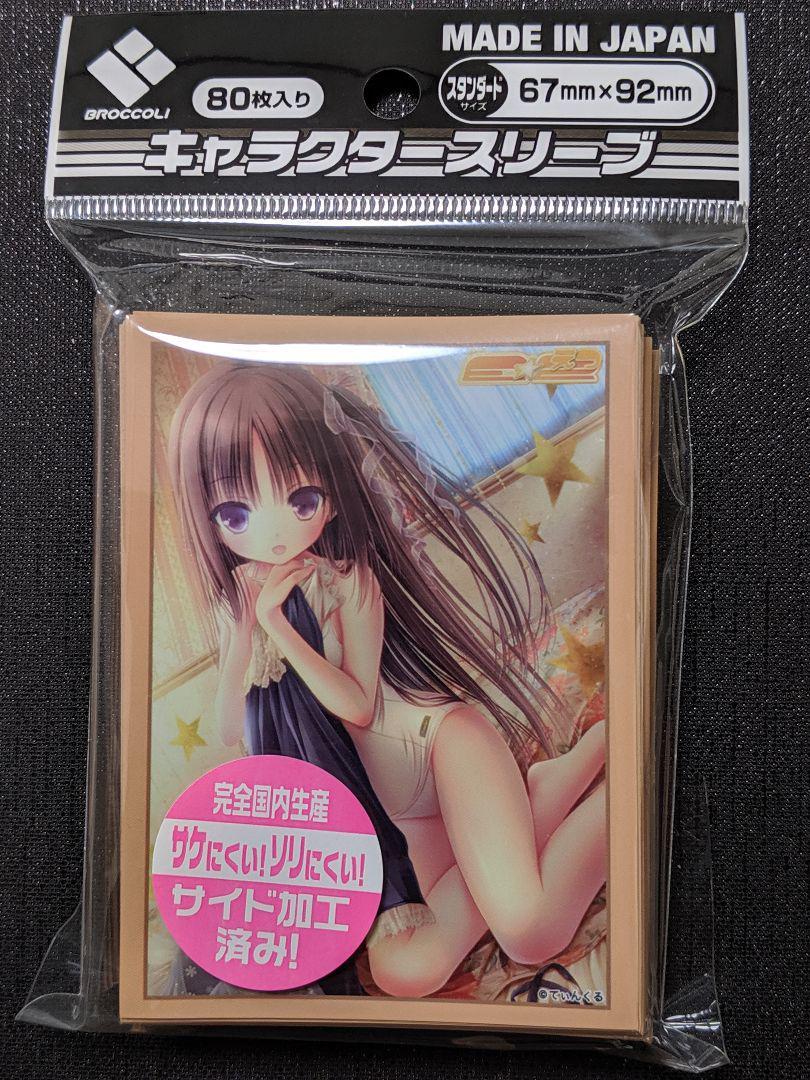 MADE IN JAPAN
BROCCOLI
80枚入り
スタンダード
サイズ
67mm×92mm
キャラクタースリーブ
完全国内生産
サケにくい!ソリにくい!
サイド加工
済み!
©てぃんくる